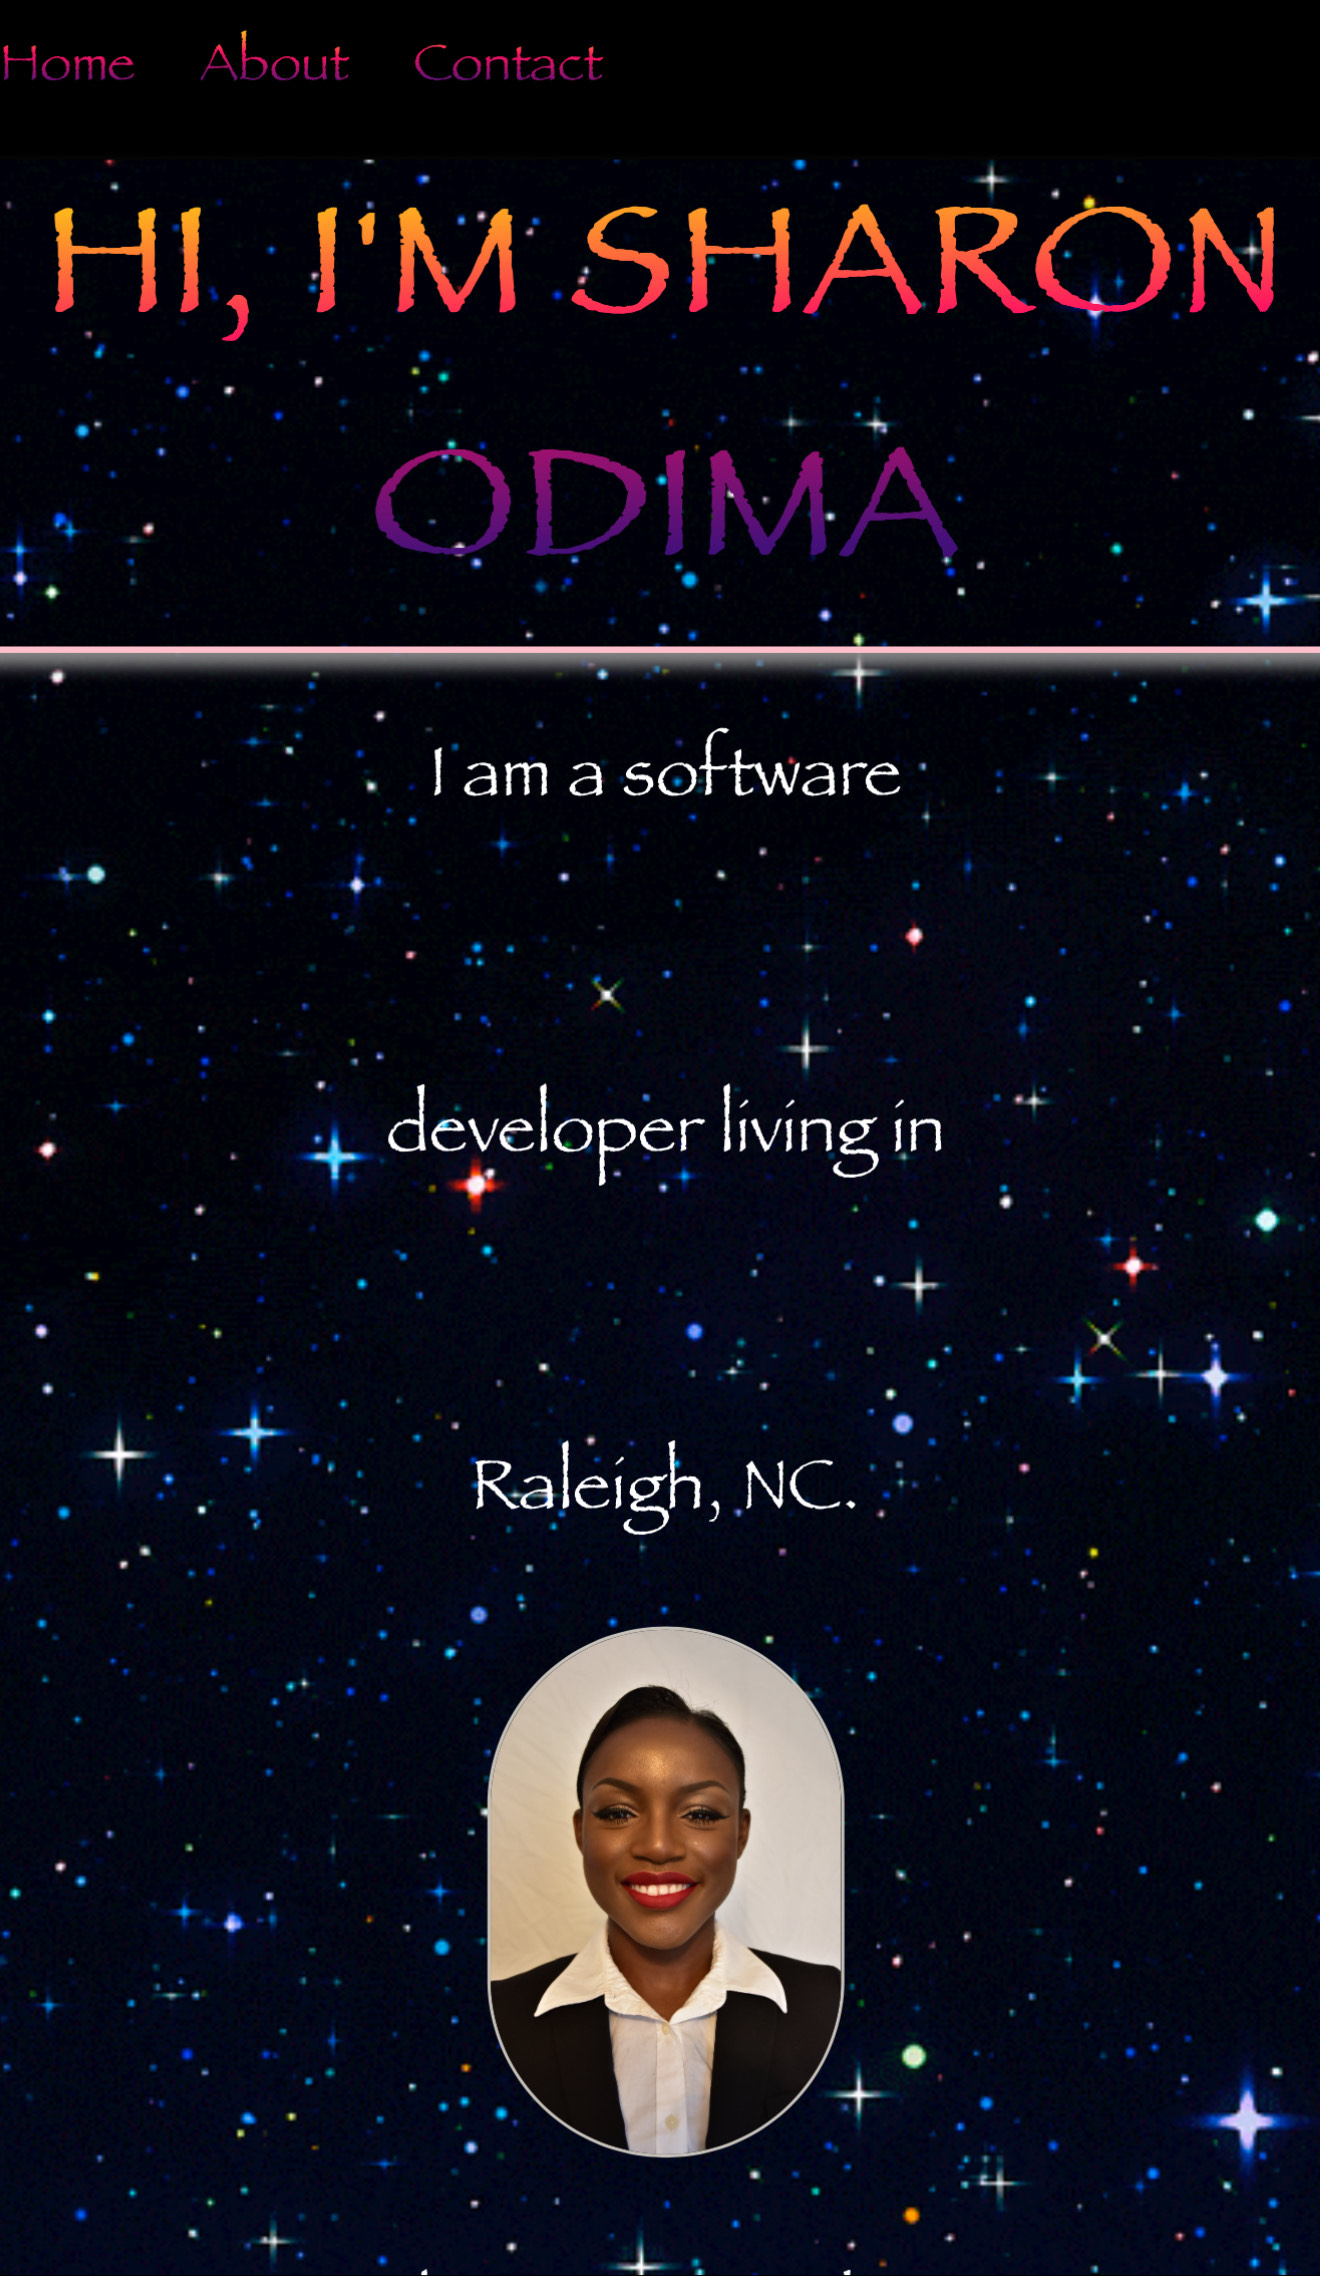 Home About Contact
HI, I'M SHARON
ODIMA
I am a software
developer living in
Raleigh, NC.